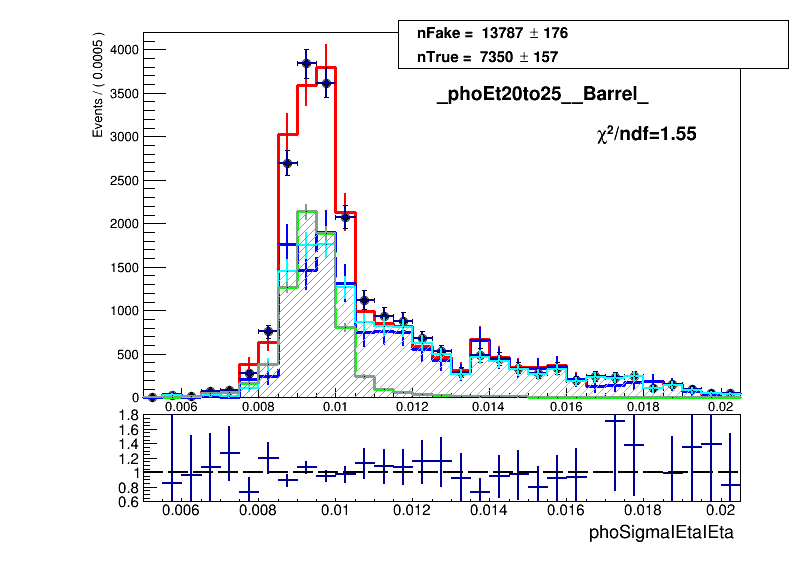 nFake = 13787 ± 176
nTrue = 7350 ± 157
_phoEt20to25__Barrel_
χ²/ndf=1.55
Events / ( 0.0005 )
4000
3500
3000
2500
2000
1500
1000
500
0
0.006 0.008 0.01 0.012 0.014 0.016 0.018 0.02
1.8
1.6
1.4
1.2
1
0.8
0.6
0.006 0.008 0.01 0.012 0.014 0.016 0.018 0.02
phoSigmaIEtaIEta